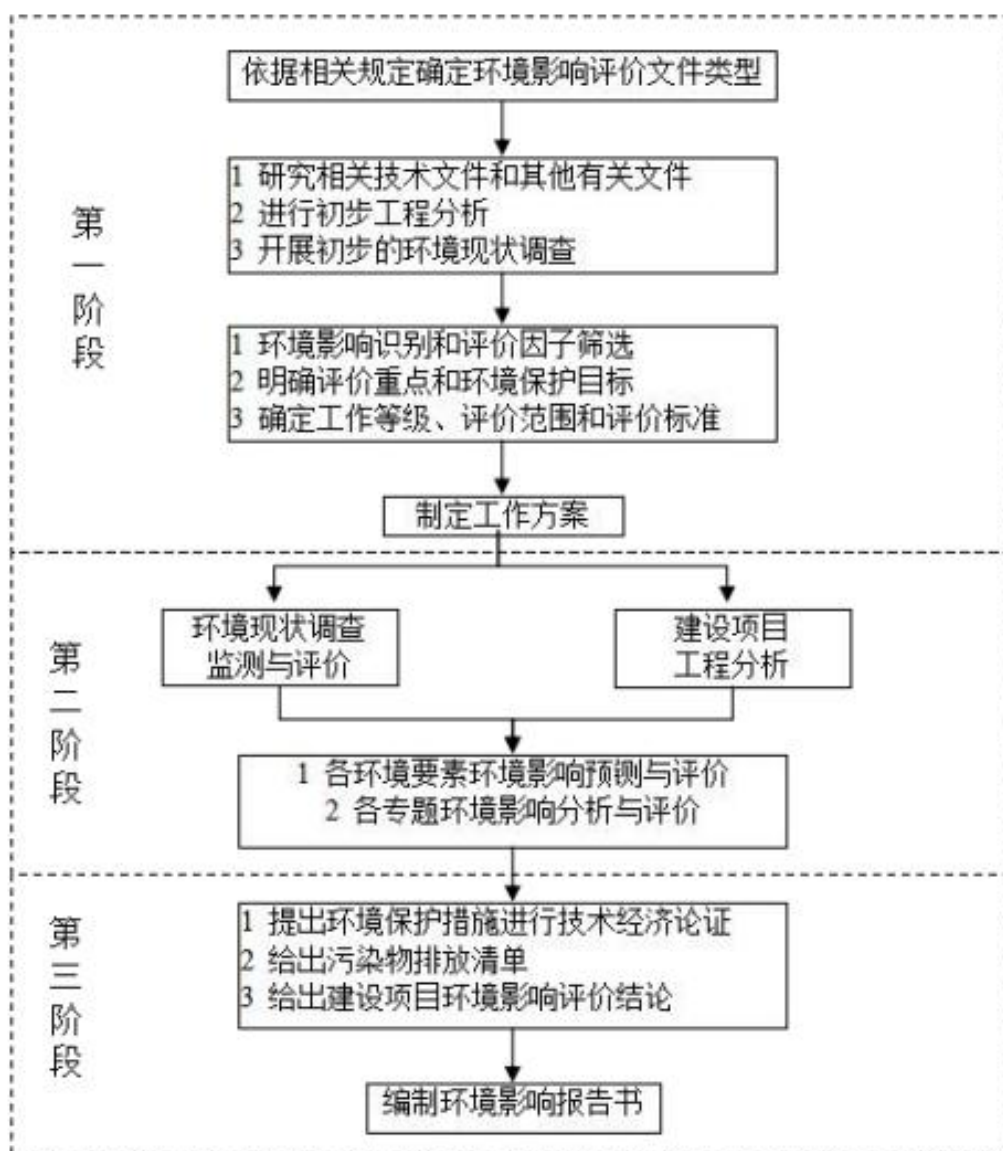 依据相关规定确定环境影响评价文件类型
第一阶段
1 研究相关技术文件和其他有关文件
2 进行初步工程分析
3 开展初步的环境现状调查
1 环境影响识别和评价因子筛选
2 明确评价重点和环境保护目标
3 确定工作等级、评价范围和评价标准
制定工作方案
第二阶段
环境现状调查
监测与评价
建设项目
工程分析
1 各环境要素环境影响预测与评价
2 各专题环境影响分析与评价
第三阶段
1 提出环境保护措施进行技术经济论证
2 给出污染物排放清单
3 给出建设项目环境影响评价结论
编制环境影响报告书